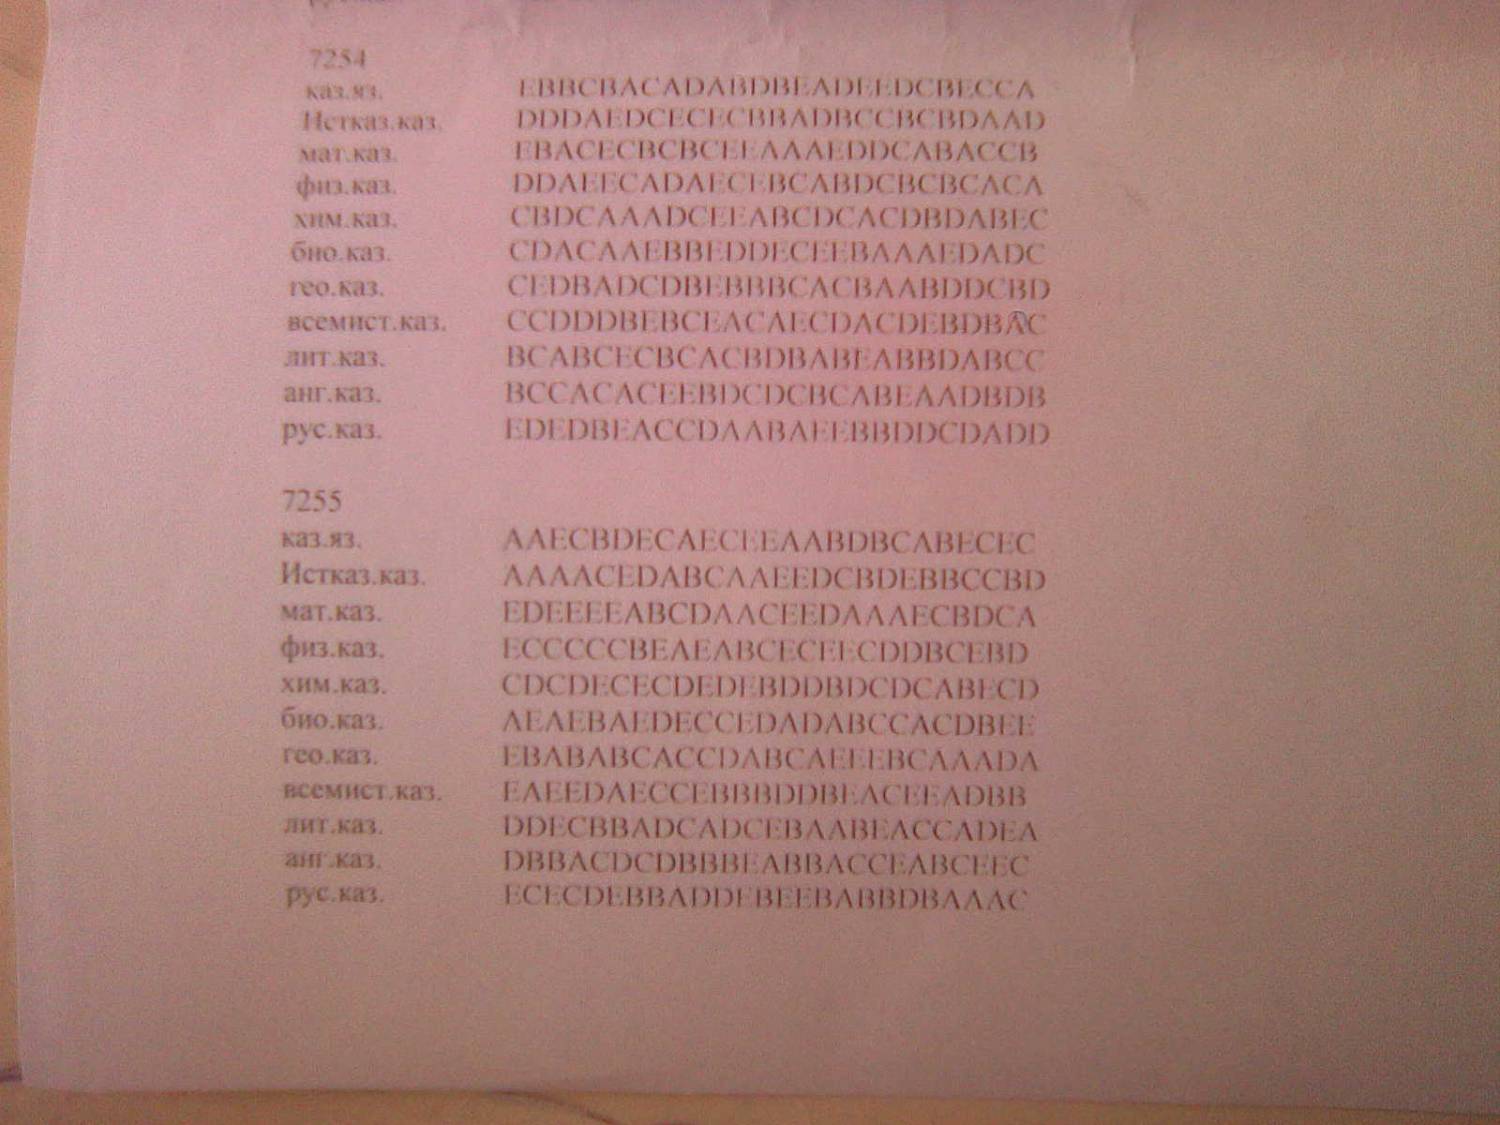 7254
каз.яз. EBBCBACADABDBEADEEDCBECCA
Истказ.каз. DDDAEDCECECBBADBCCBCBDAAD
мат.каз. EBACECBCBCEEAAAEDDCABACCB
физ.каз. DDAEECADAECEBCABDCBCBCACA
хим.каз. CBDCAAADCEEABCDCACDBDABEC
био.каз. CDACAAEBBEDDECEEBAAAEDADC
гео.каз. CEDBADCDBEBBBCACBAABDDCBD
всемист.каз. CCDDDBEBCEACAECDACDEBDBAC
лит.каз. BCABCECBCACBDBABEABBDABCC
анг.каз. BCCACACEEBDCDCBCABEAADBDB
рус.каз. EDEDBEACCDAABAEEBBDDCDADD
7255
каз.яз. AAECBDECAECEEAABDBCABECEC
Истказ.каз. AAAACEDABCAAEEDCBDEBBCCBD
мат.каз. EDEEEEABCDAACEEDAAAECBDCA
физ.каз. ECCCCCBEAEABCECEECDDBCEBD
хим.каз. CDCDECECDEDEBDDBDCDCABECD
био.каз. AEAEBAEDECCEDADABCCACDBEE
гео.каз. EBABABCACCDABCAEEEBCAAADA
всемист.каз. EAEEDAECCEBBBDDBEACEEADBB
лит.каз. DDECBBADCADCEBAABEACCADEA
анг.каз. DBBACDCDBBBEABBACCEABCEEC
рус.каз. ECECDEBBADDEBEEBABBDBAAAC